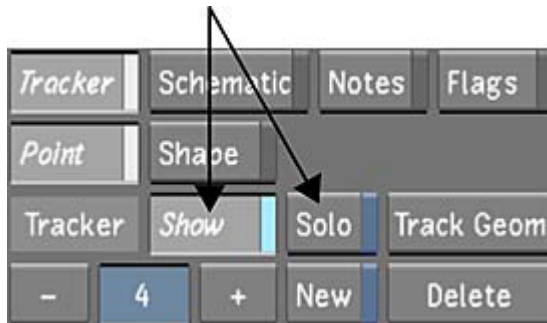 Tracker Schematic Notes Flags
Point Shape
Tracker Show Solo Track Geom
- 4 + New Delete